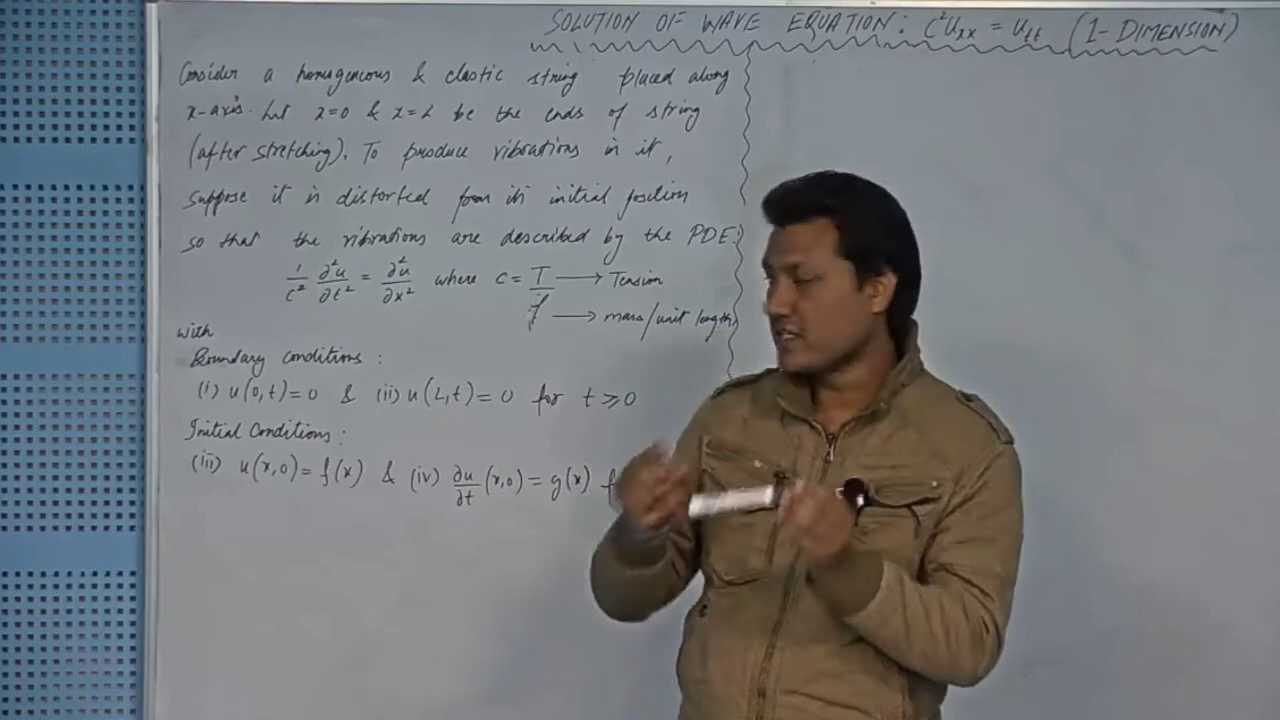 SOLUTION OF WAVE EQUATION: c²Uxx = Utt (1-DIMENSION)
Consider a homogeneous & elastic string placed along
x-axis. Let x=0 & x=L be the ends of string
(after stretching). To produce vibrations in it,
suppose it is distorted from its initial position
so that the vibrations are described by the PDE:
1/c² ∂²u/∂t² = ∂²u/∂x² where c = T/ρ
T → Tension
ρ → mass/unit length
with
Boundary conditions:
(i) u(0,t)=0 & (ii) u(L,t)=0 for t≥0
Initial Conditions:
(iii) u(x,0)=f(x) & (iv) ∂u/∂t (x,0)=g(x)